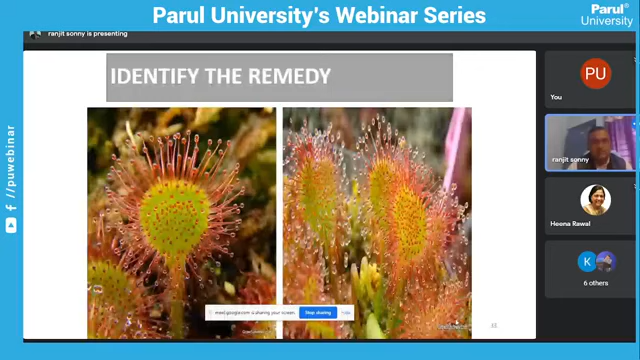 Parul University's Webinar Series
Parul®
University
ranjit sonny is presenting
IDENTIFY THE REMEDY
PU
You
ranjit sonny
Heena Rawal
K
6 others
meet.google.com is sharing your screen.
Stop sharing
Hide
f //puwebinar